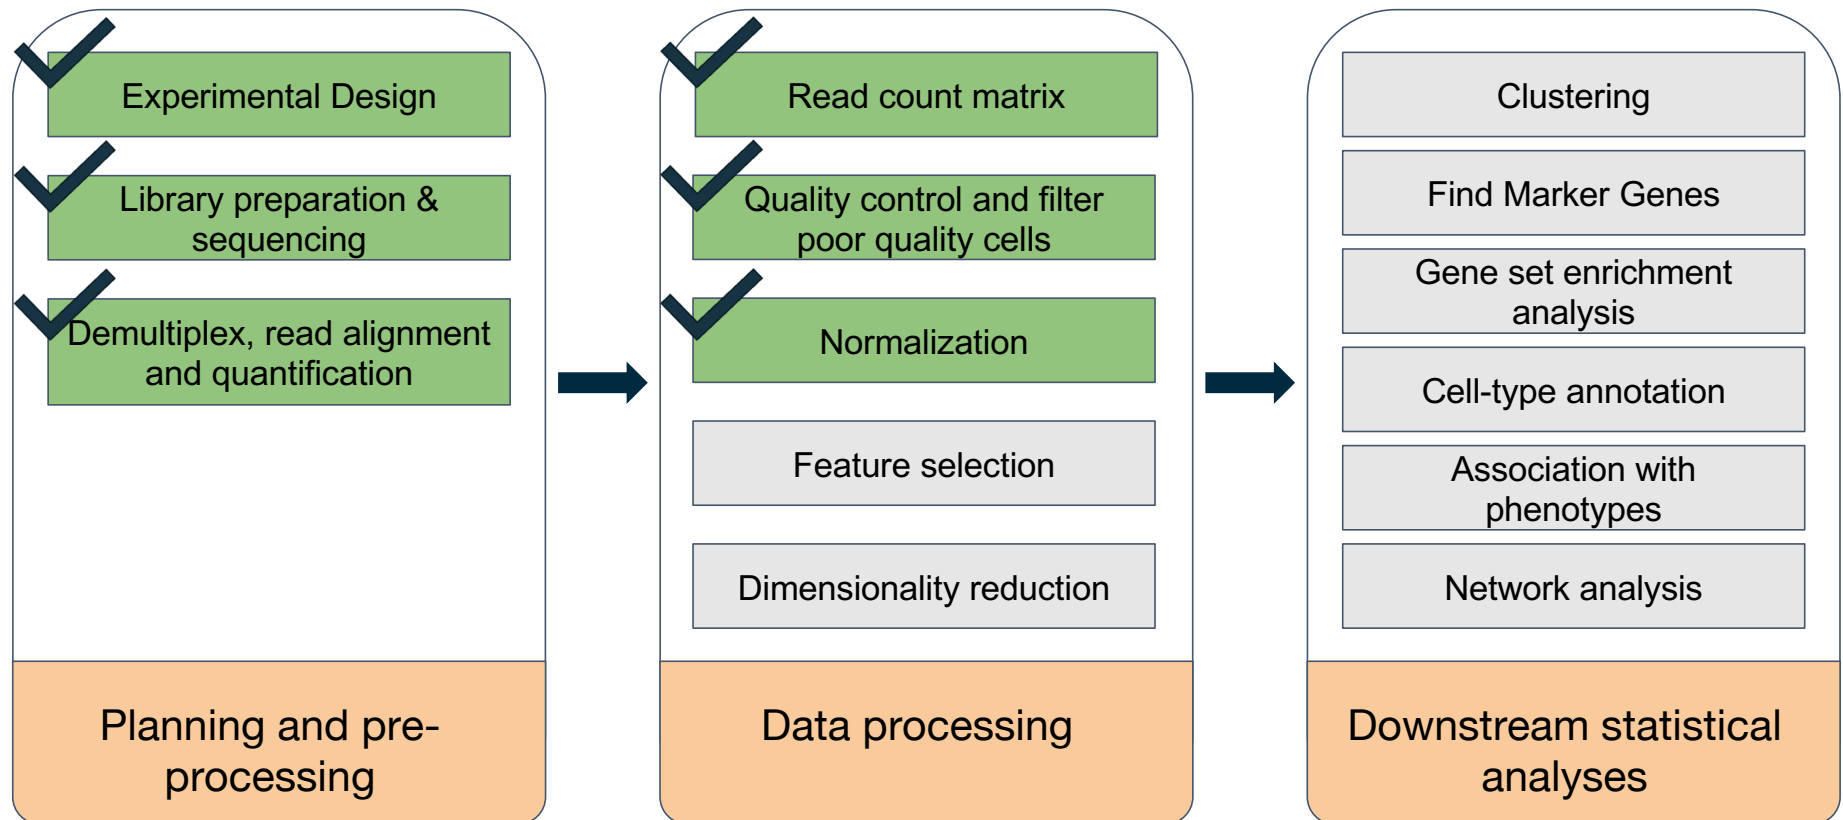 Experimental Design
Library preparation &
sequencing
Demultiplex, read alignment
and quantification
Planning and pre-
processing
Read count matrix
Quality control and filter
poor quality cells
Normalization
Feature selection
Dimensionality reduction
Data processing
Clustering
Find Marker Genes
Gene set enrichment
analysis
Cell-type annotation
Association with
phenotypes
Network analysis
Downstream statistical
analyses